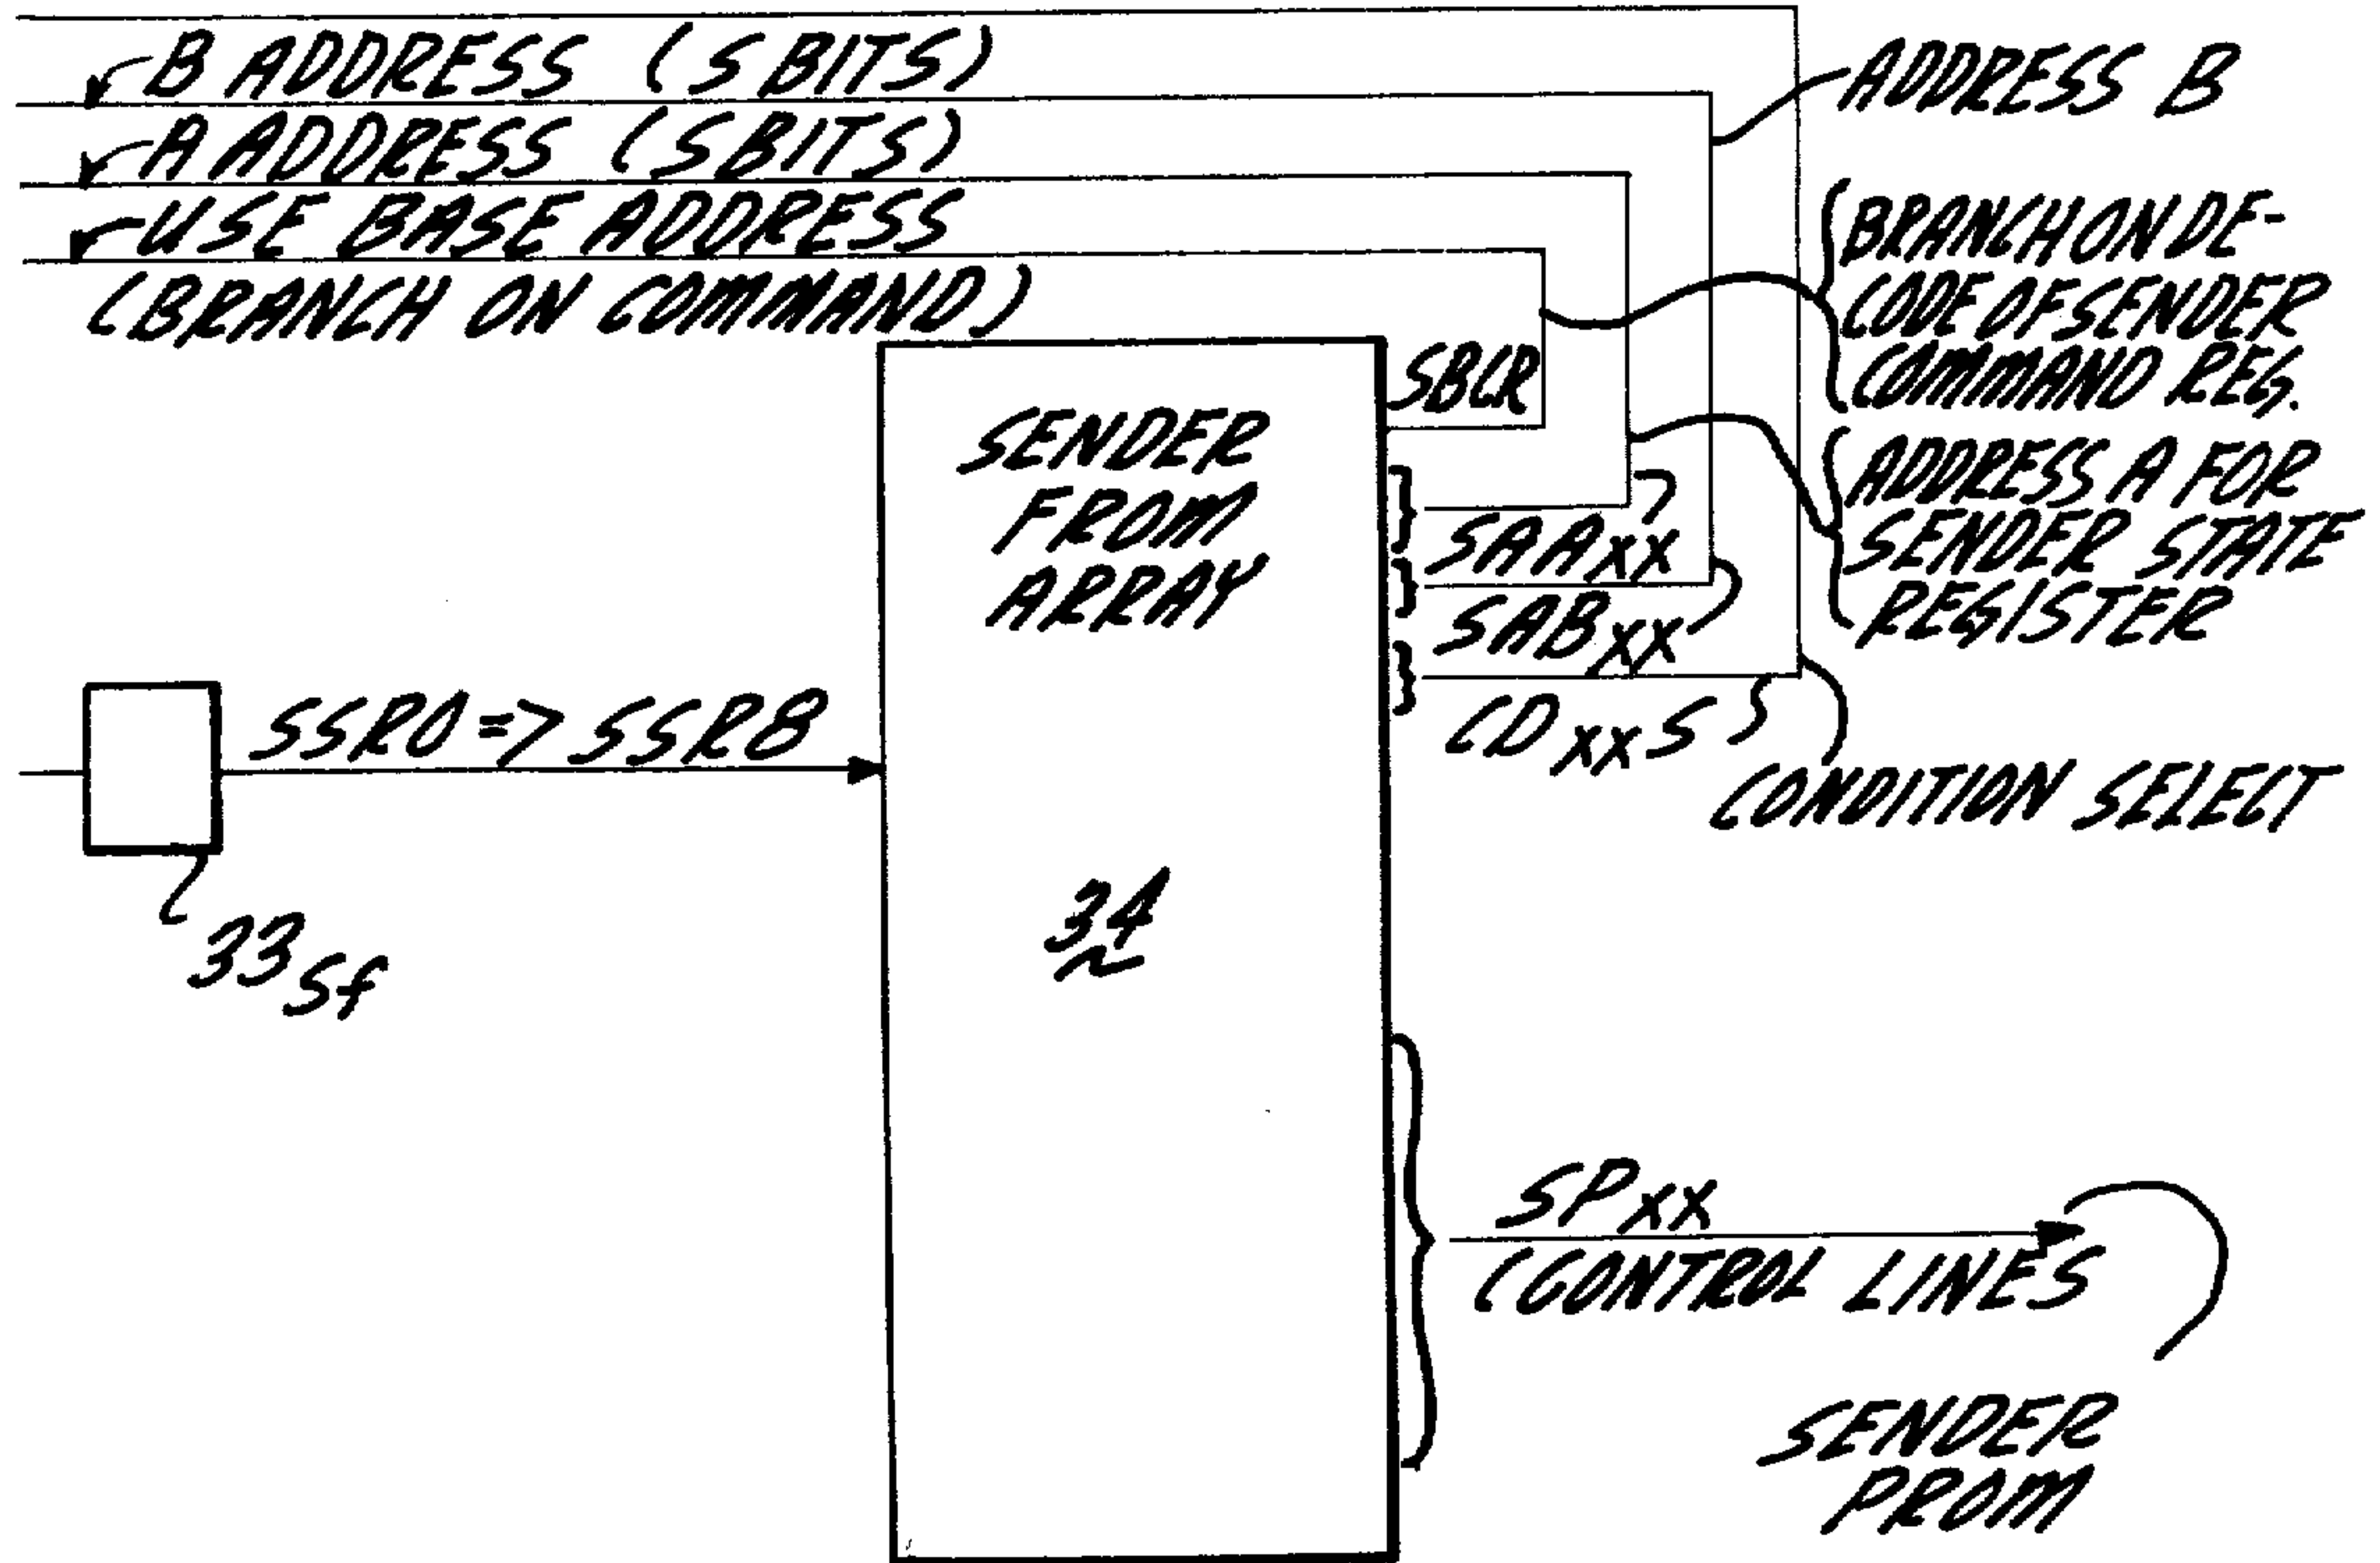 B ADDRESS (5 BITS)
A ADDRESS (5 BITS)
USE BASE ADDRESS
(BRANCH ON COMMAND)
ADDRESS B
BRANCH ON DE-
CODE OF SENDER
COMMAND REG.
ADDRESS A FOR
SENDER STATE
REGISTER
SBCR
SAAXX
SABXX
CDXXS
CONDITION SELECT
SENDER
FROM
ARRAY
34
SSR0=>SSR8
33Sf
SPXX
(CONTROL LINES
SENDER
PROM